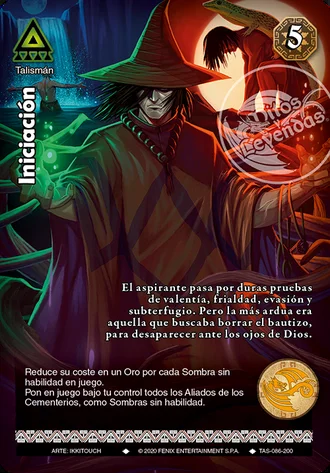 5
Talismán
Iniciación
Mitos y
Leyendas
El aspirante pasa por duras pruebas
de valentía, frialdad, evasión y
subterfugio. Pero la más ardua era
aquella que buscaba borrar el bautizo,
para desaparecer ante los ojos de Dios.
Reduce su coste en un Oro por cada Sombra sin
habilidad en juego.
Pon en juego bajo tu control todos los Aliados de los
Cementerios, como Sombras sin habilidad.
ARTE: IKKITOUCH
© 2020 FENIX ENTERTAINMENT S.P.A.
TAS-086-200